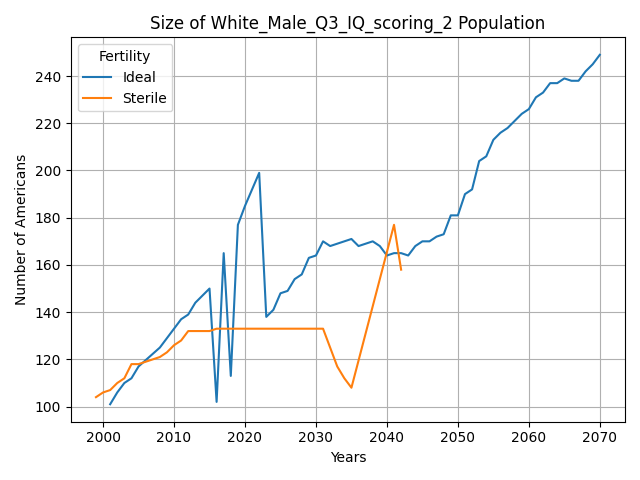 Size of White_Male_Q3_IQ_scoring_2 Population
Fertility
Ideal
Sterile
Number of Americans
240
220
200
180
160
140
120
100
2000 2010 2020 2030 2040 2050 2060 2070
Years